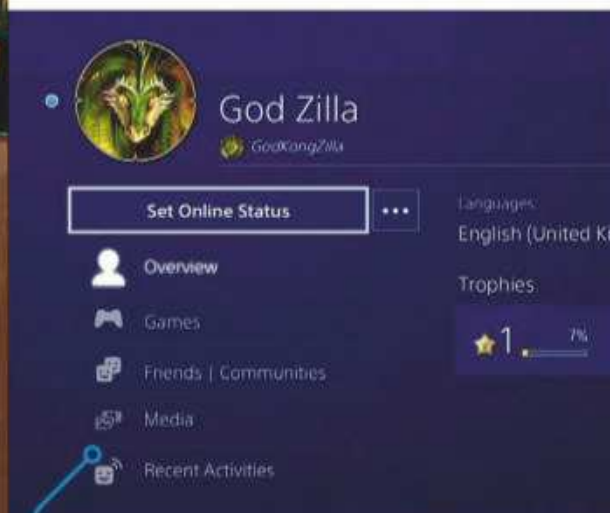 God Zilla
GodKongZilla
Set Online Status
Overview
Games
Friends | Communities
Media
Recent Activities
Languages
English (United Ki
Trophies
1
7%